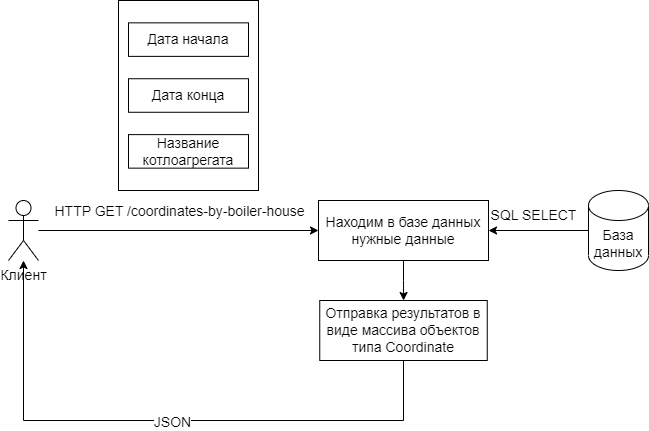 Дата начала
Дата конца
Название
котлоагрегата
HTTP GET /coordinates-by-boiler-house
Находим в базе данных
нужные данные
SQL SELECT
База
данных
Клиент
Отправка результатов в
виде массива объектов
типа Coordinate
JSON